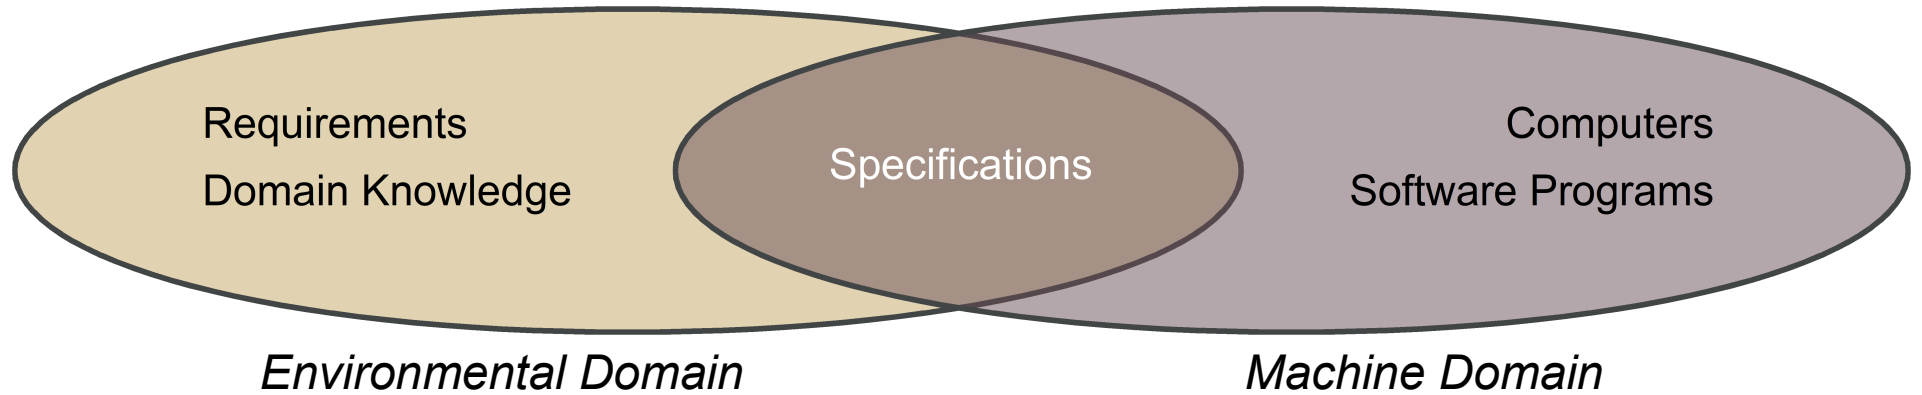 Requirements
Domain Knowledge
Specifications
Computers
Software Programs
Environmental Domain
Machine Domain